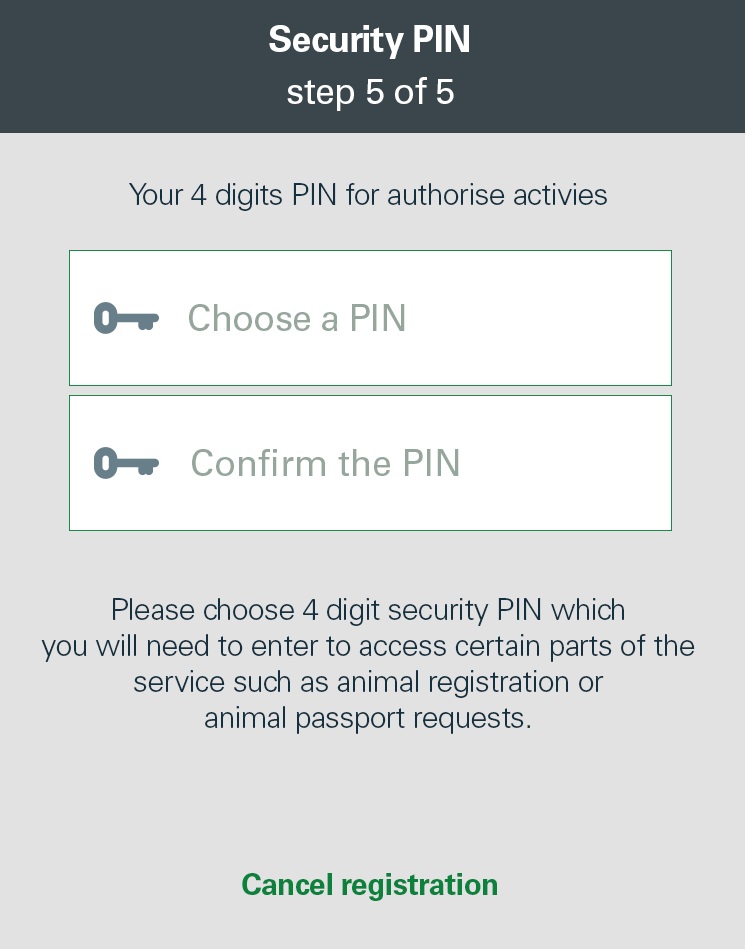 Security PIN
step 5 of 5
Your 4 digits PIN for authorise activies
Choose a PIN
Confirm the PIN
Please choose 4 digit security PIN which
you will need to enter to access certain parts of the
service such as animal registration or
animal passport requests.
Cancel registration